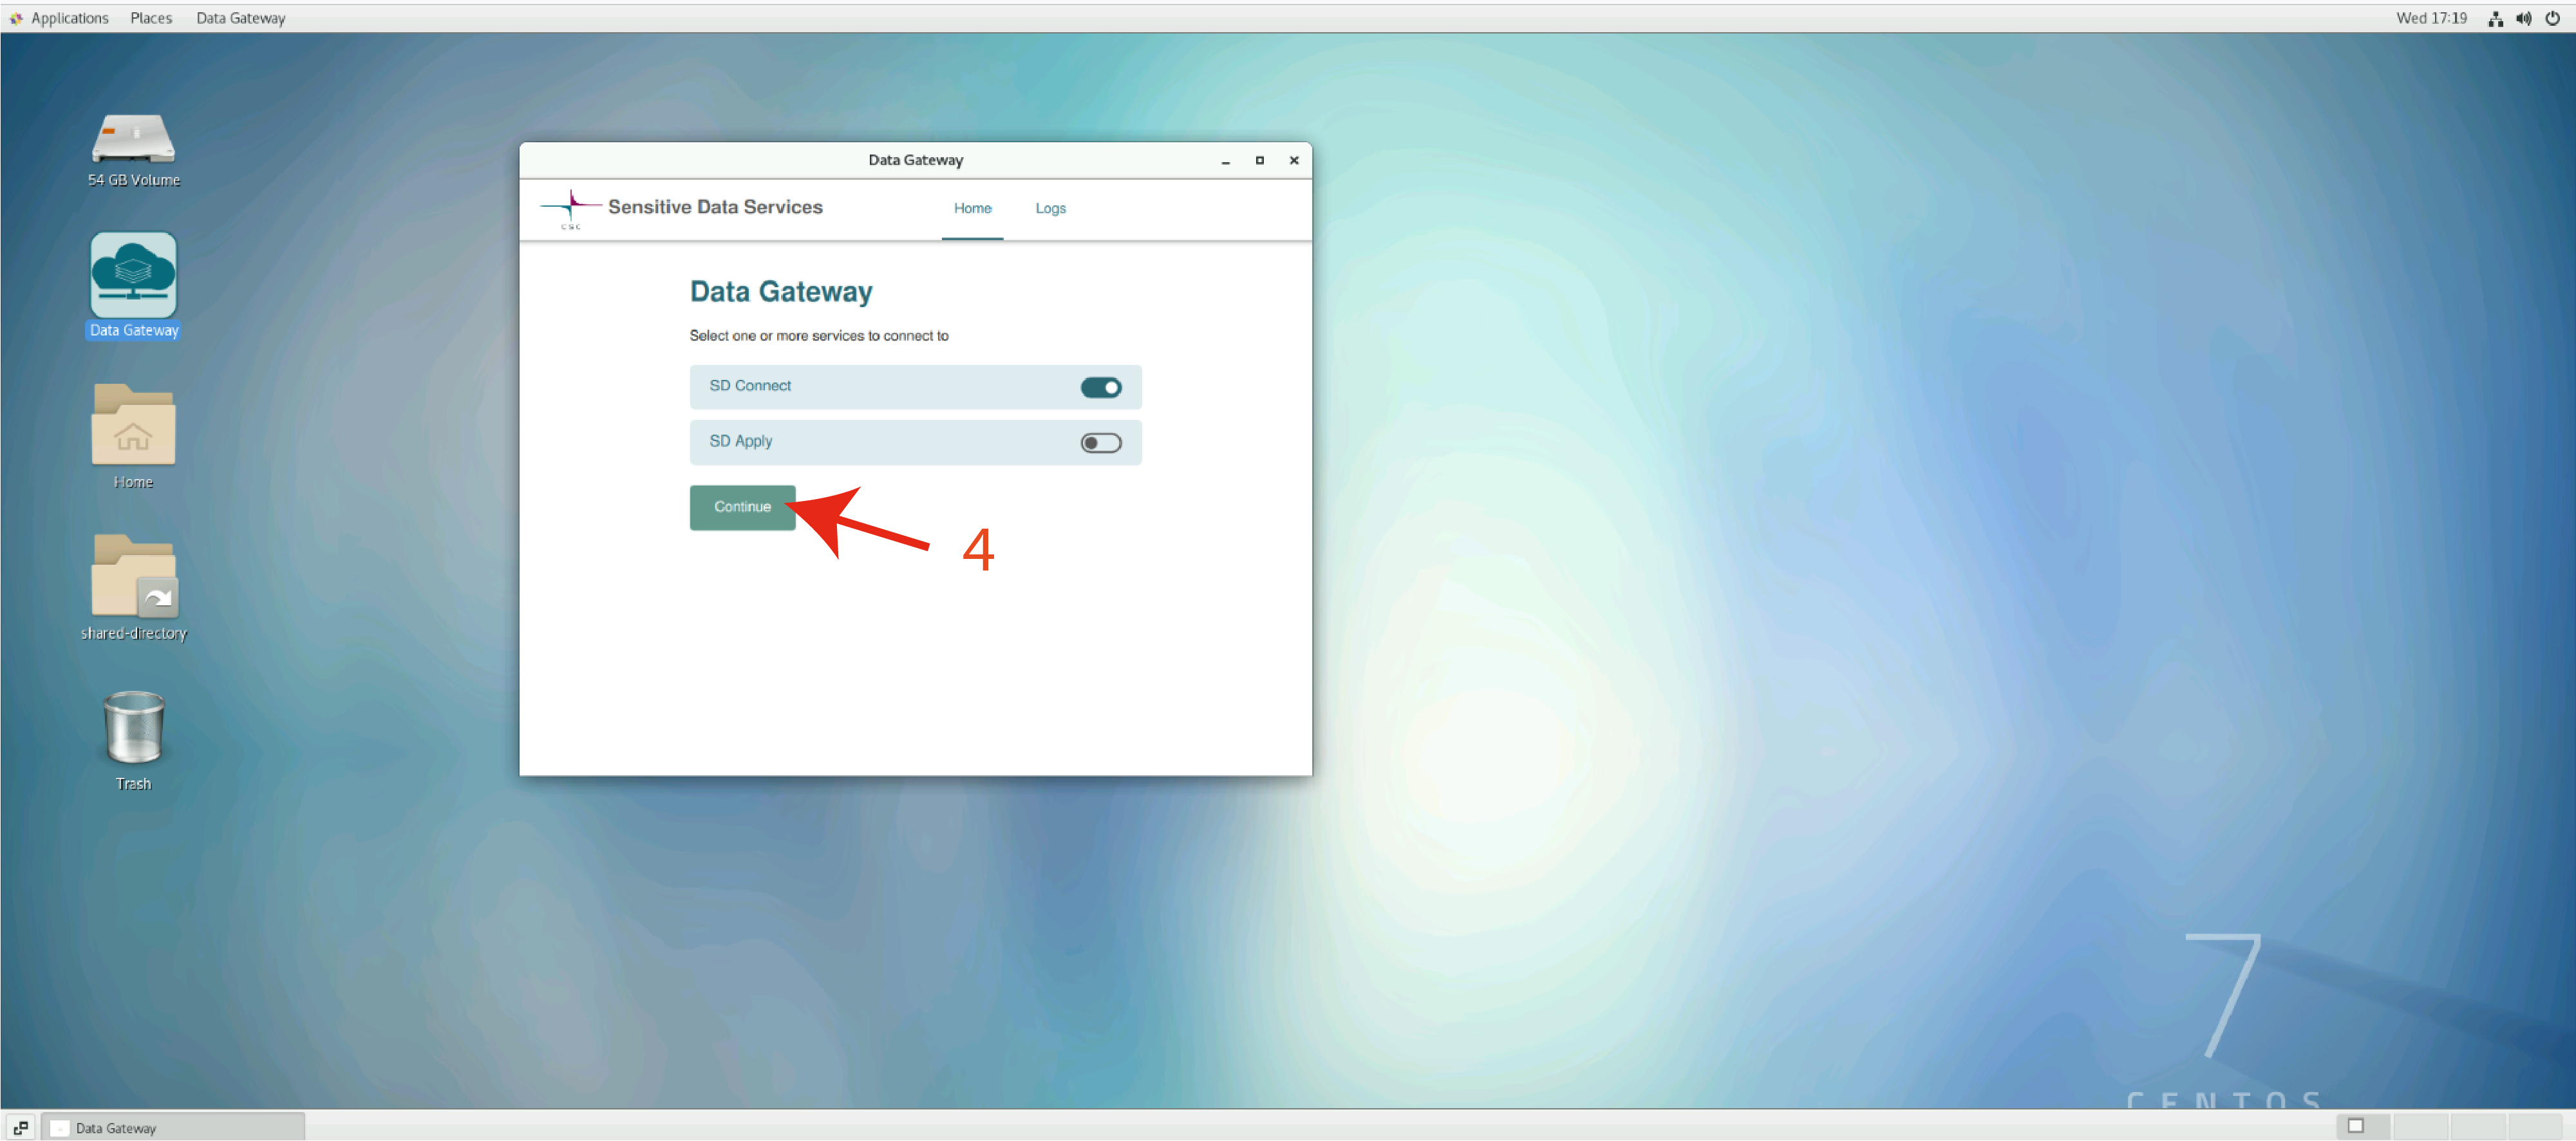 Applications Places Data Gateway Wed 17:19
54 GB Volume
Data Gateway
Home
shared-directory
Trash
Data Gateway
CSC
Sensitive Data Services Home Logs
Data Gateway
Select one or more services to connect to
SD Connect
SD Apply
Continue
4
7
CENTOS
Data Gateway